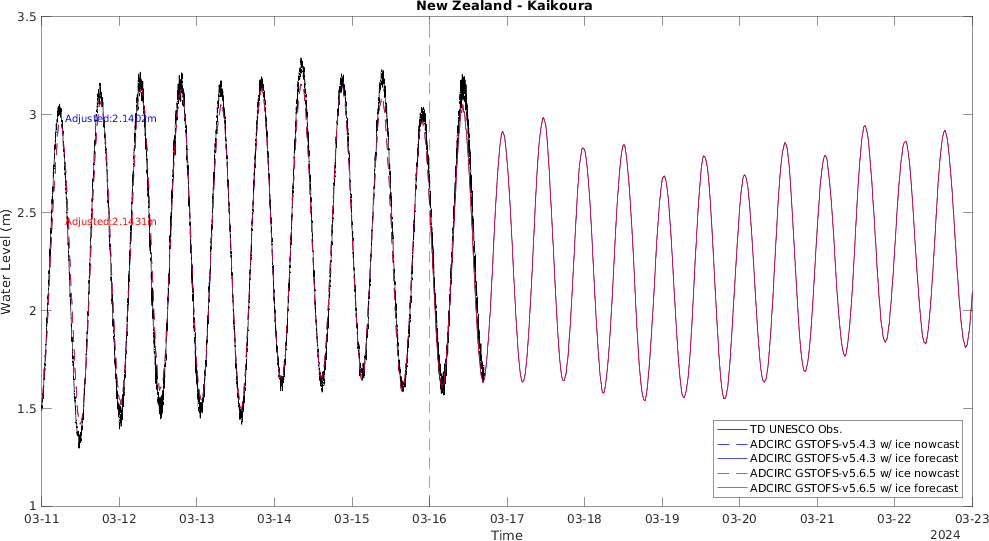 New Zealand - Kaikoura
3.5
3
2.5
2
1.5
1
Water Level (m)
Adjusted:2.1402m
Adjusted:2.1431m
TD UNESCO Obs.
ADCIRC GSTOFS-v5.4.3 w/ ice nowcast
ADCIRC GSTOFS-v5.4.3 w/ ice forecast
ADCIRC GSTOFS-v5.6.5 w/ ice nowcast
ADCIRC GSTOFS-v5.6.5 w/ ice forecast
03-11 03-12 03-13 03-14 03-15 03-16 03-17 03-18 03-19 03-20 03-21 03-22 03-23
Time
2024